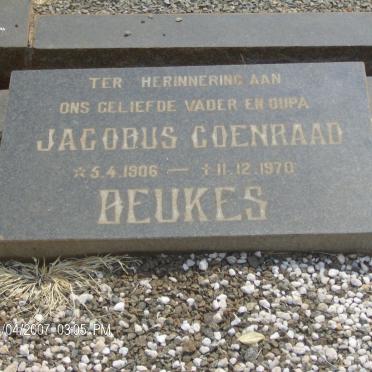 TER HERINNERING AAN
ONS GELIEFDE VADER EN OUPA
JACOBUS COENRAAD
☆5.4.1906 — †11.12.1970
BEUKES
/04/2007 03:05 PM